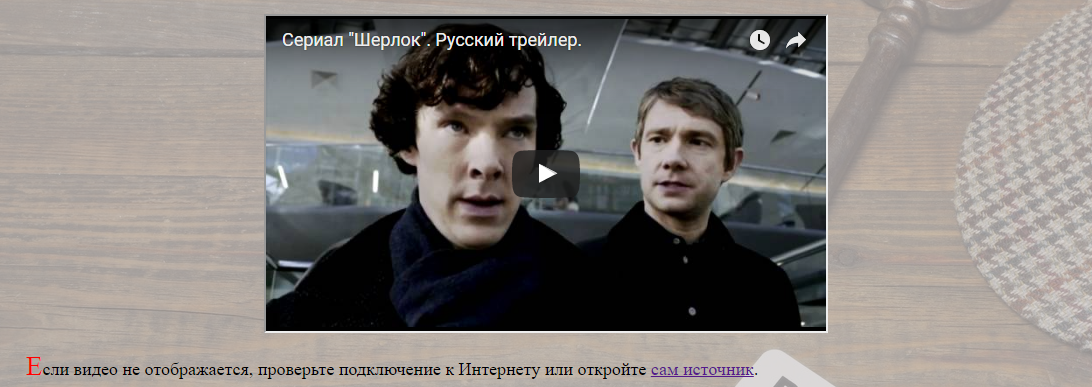 Сериал "Шерлок". Русский трейлер.
Если видео не отображается, проверьте подключение к Интернету или откройте сам источник.